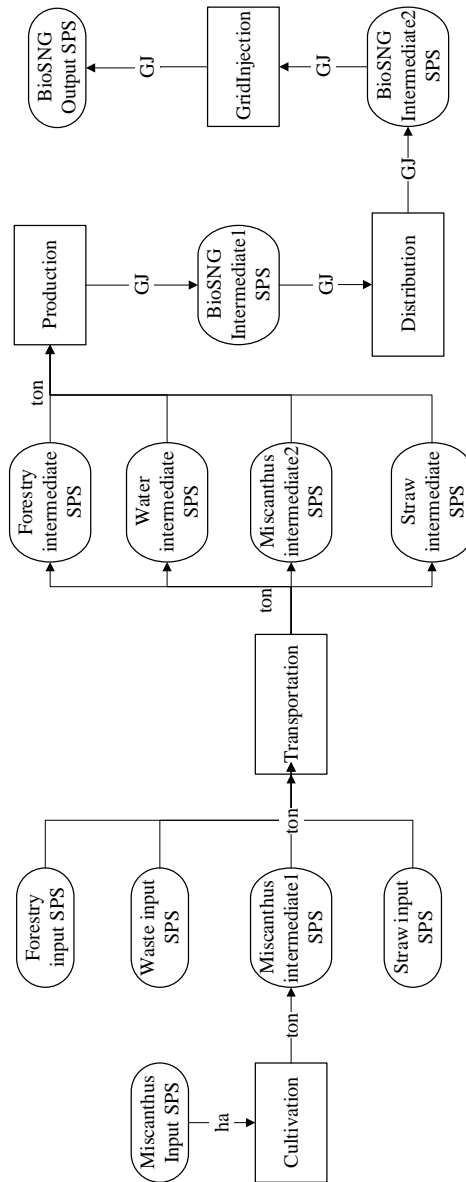 Miscanthus
Input SPS
ha
Cultivation
ton
Forestry
input SPS
Waste input
SPS
Miscanthus
intermediate1
SPS
Straw input
SPS
ton
Transportation
ton
Forestry
intermediate
SPS
Water
intermediate
SPS
Miscanthus
intermediate2
SPS
Straw
intermediate
SPS
ton
Production
GJ
BioSNG
Intermediate1
SPS
GJ
Distribution
GJ
BioSNG
Intermediate2
SPS
GJ
GridInjection
GJ
BioSNG
Output SPS